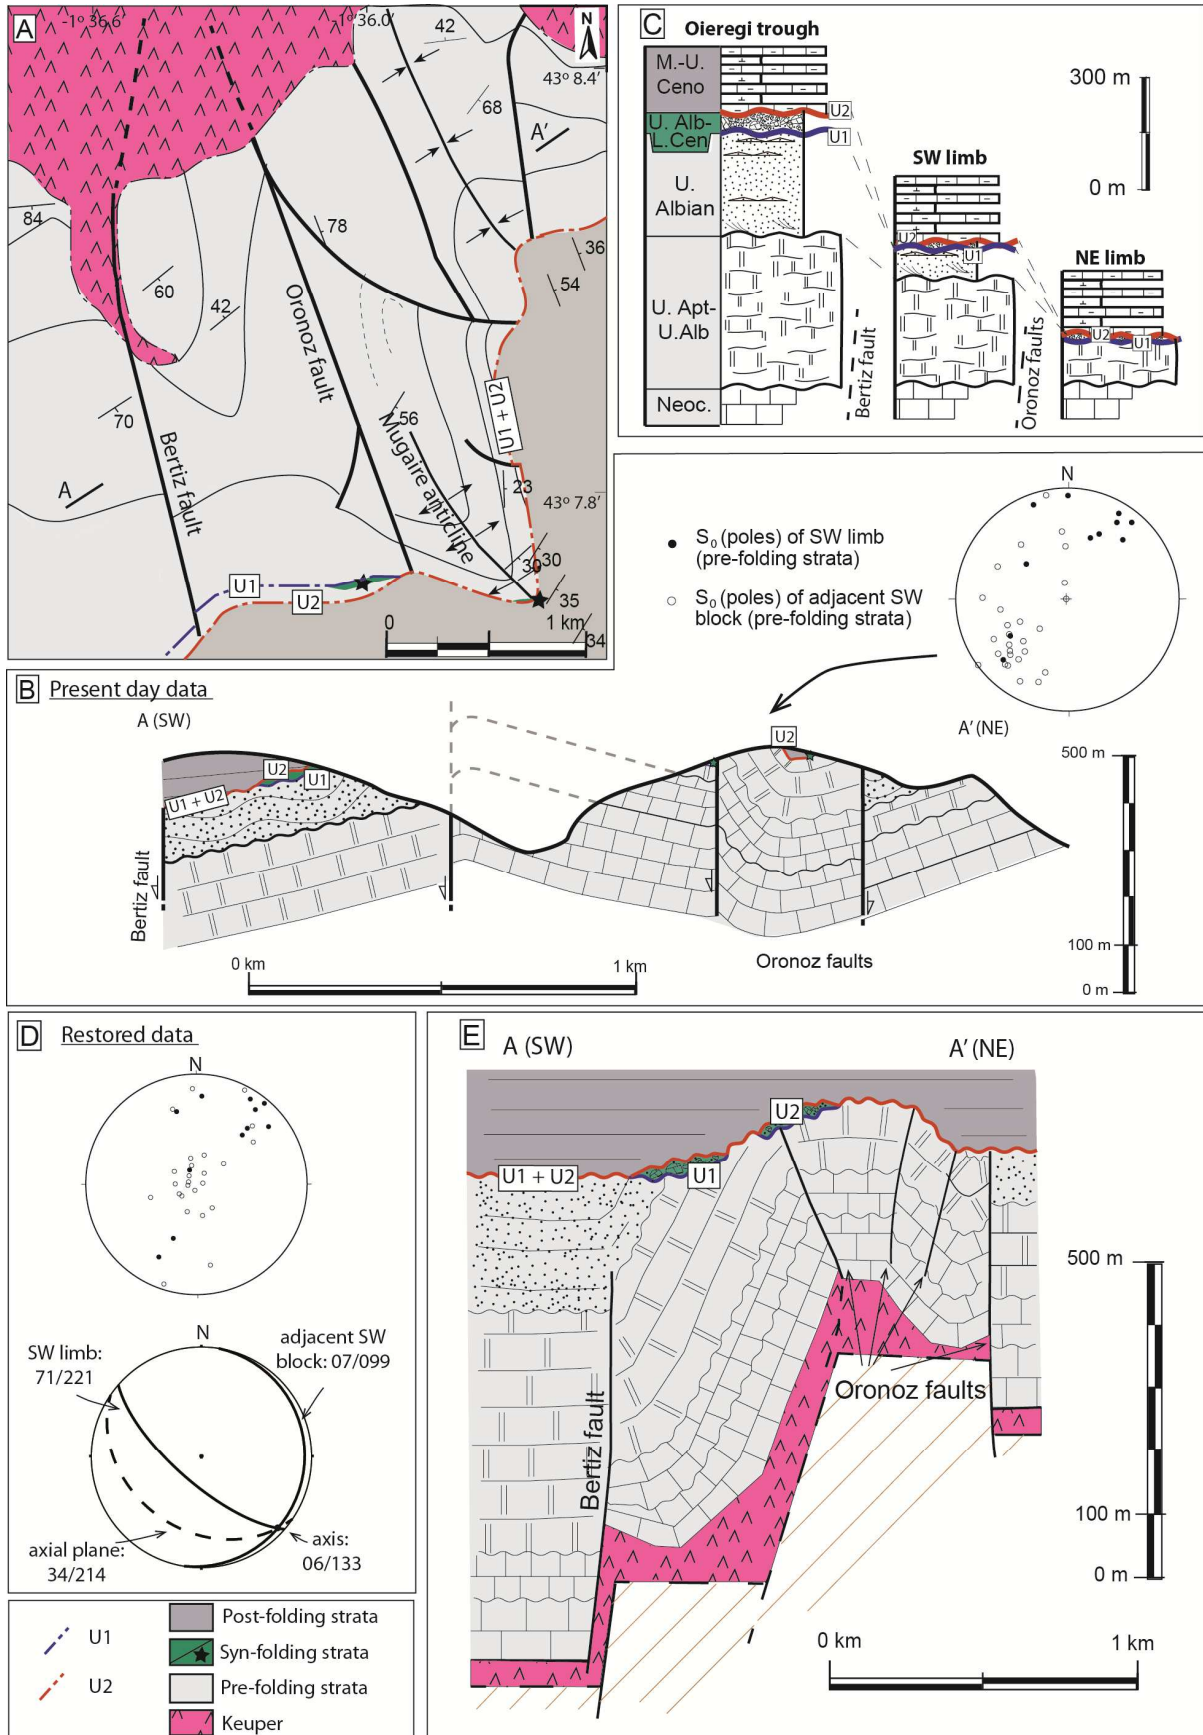 A
-1º 36.6'
-1º 36.0'
N
42
43º 8.4'
68
A'
84
78
36
54
60
42
Oronoz fault
56
U1 + U2
70
Bertiz fault
Mugaire anticline
23
A
43º 7.8'
30
30
U1
U2
35
0
1 km
34
C
Oieregi trough
M.-U.
Ceno
300 m
U2
U. Alb-
L.Cen
U1
SW limb
0 m
U.
Albian
U2
U1
NE limb
U2
U1
U. Apt-
U.Alb
Bertiz fault
Oronoz faults
Neoc.
N
S₀ (poles) of SW limb
(pre-folding strata)
S₀ (poles) of adjacent SW
block (pre-folding strata)
B
Present day data
A (SW)
A'(NE)
U2
500 m
U2
U1
U1 + U2
Bertiz fault
100 m
0 km
1 km
Oronoz faults
0 m
D
Restored data
N
N
SW limb:
71/221
adjacent SW
block: 07/099
axial plane:
34/214
axis:
06/133
U1
U2
Post-folding strata
Syn-folding strata
Pre-folding strata
Keuper
E
A (SW)
A' (NE)
U2
U1 + U2
U1
500 m
Oronoz faults
Bertiz fault
100 m
0 m
0 km
1 km